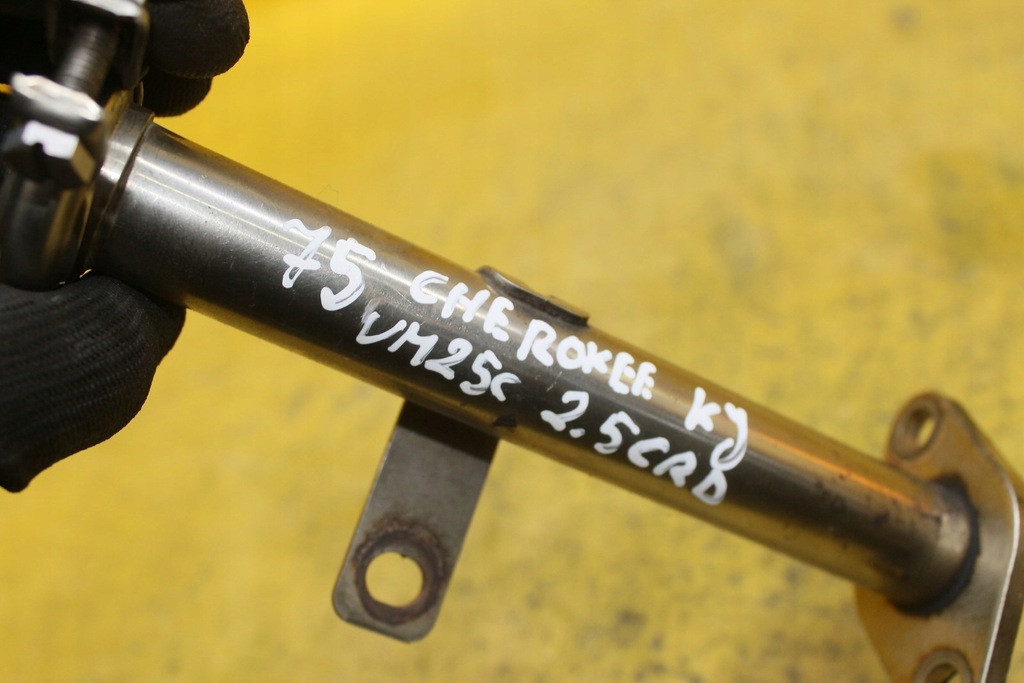 75 CHEROKEE KJ
VM25C 2.5CRD